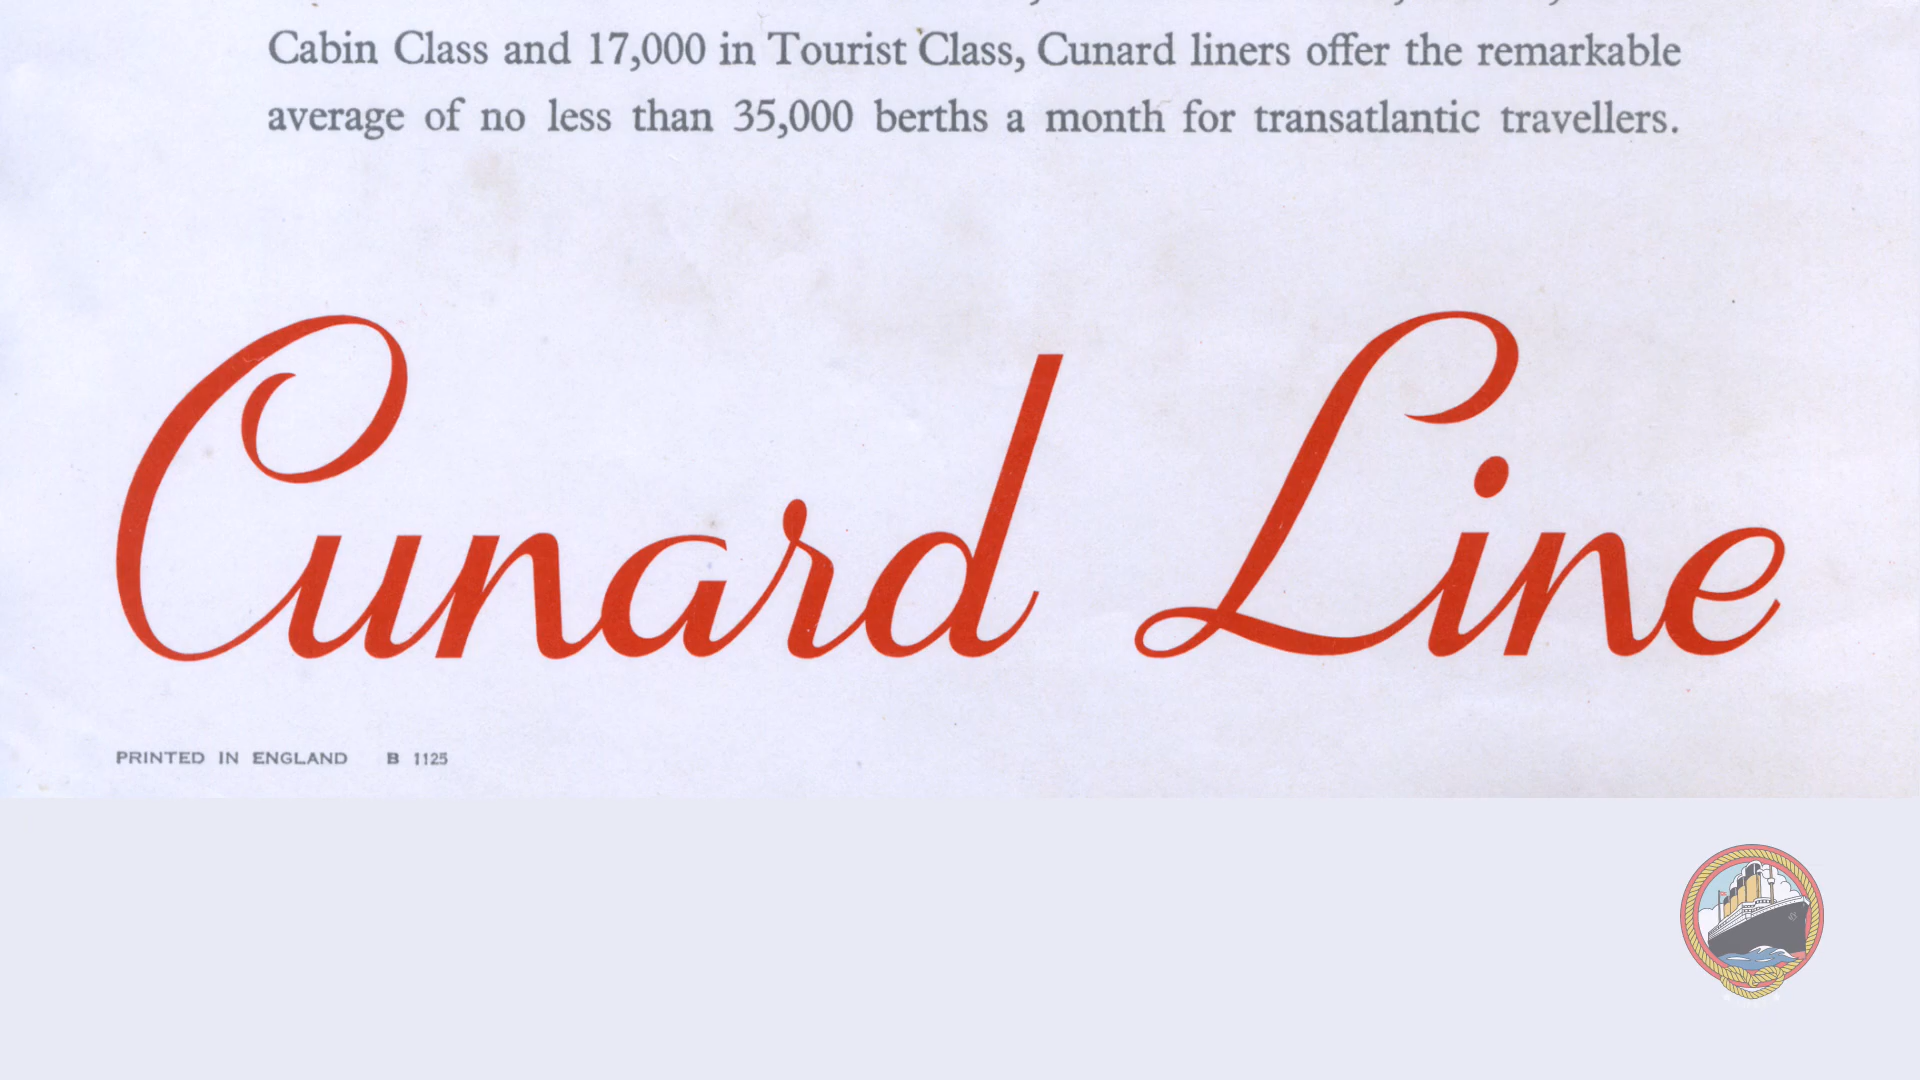 Cabin Class and 17,000 in Tourist Class, Cunard liners offer the remarkable
average of no less than 35,000 berths a month for transatlantic travellers.
Cunard Line
PRINTED IN ENGLAND B 1125